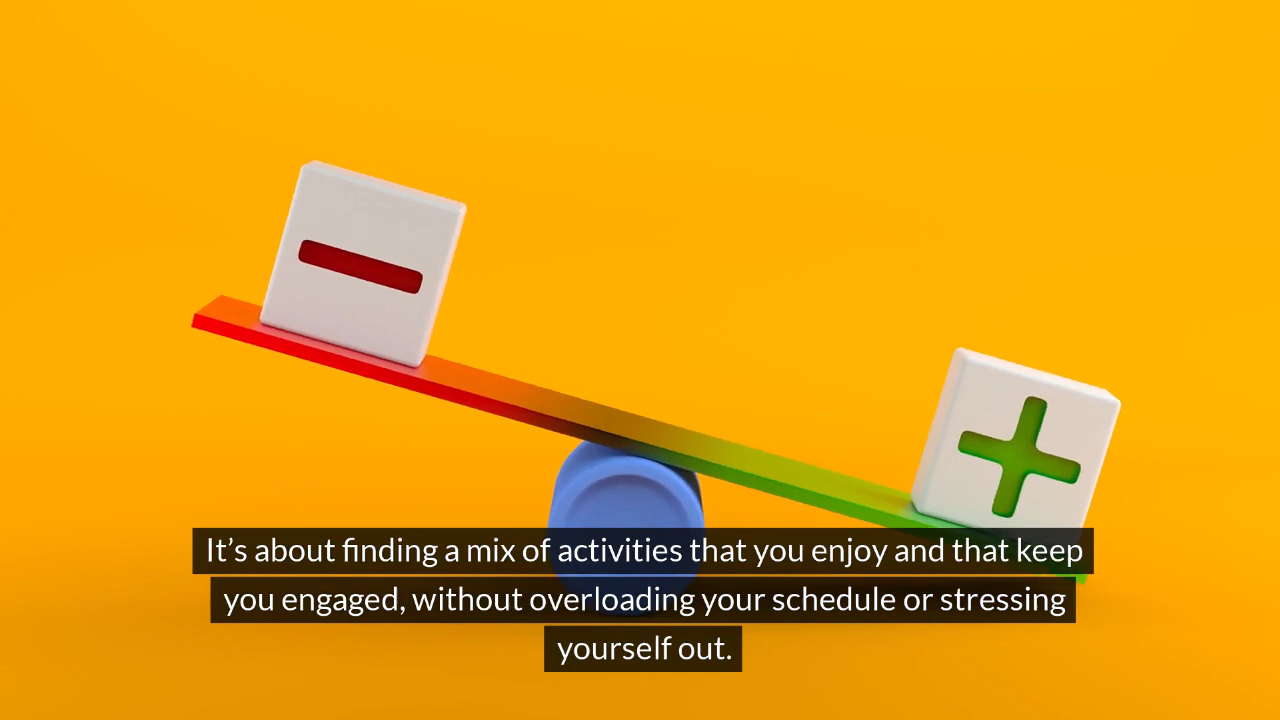 It’s about finding a mix of activities that you enjoy and that keep
you engaged, without overloading your schedule or stressing
yourself out.